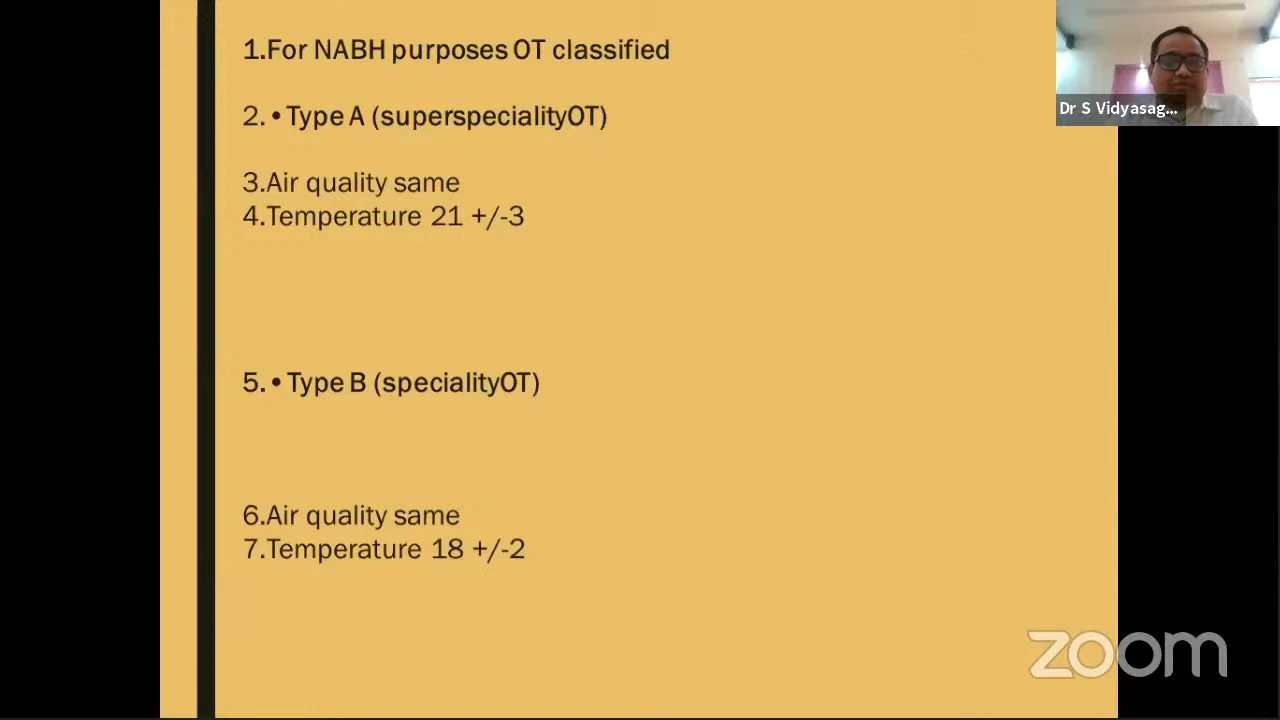 1.For NABH purposes OT classified
2.• Type A (superspecialityOT)
3.Air quality same
4.Temperature 21 +/-3
5.• Type B (specialityOT)
6.Air quality same
7.Temperature 18 +/-2
Dr S Vidyasag...
zoom